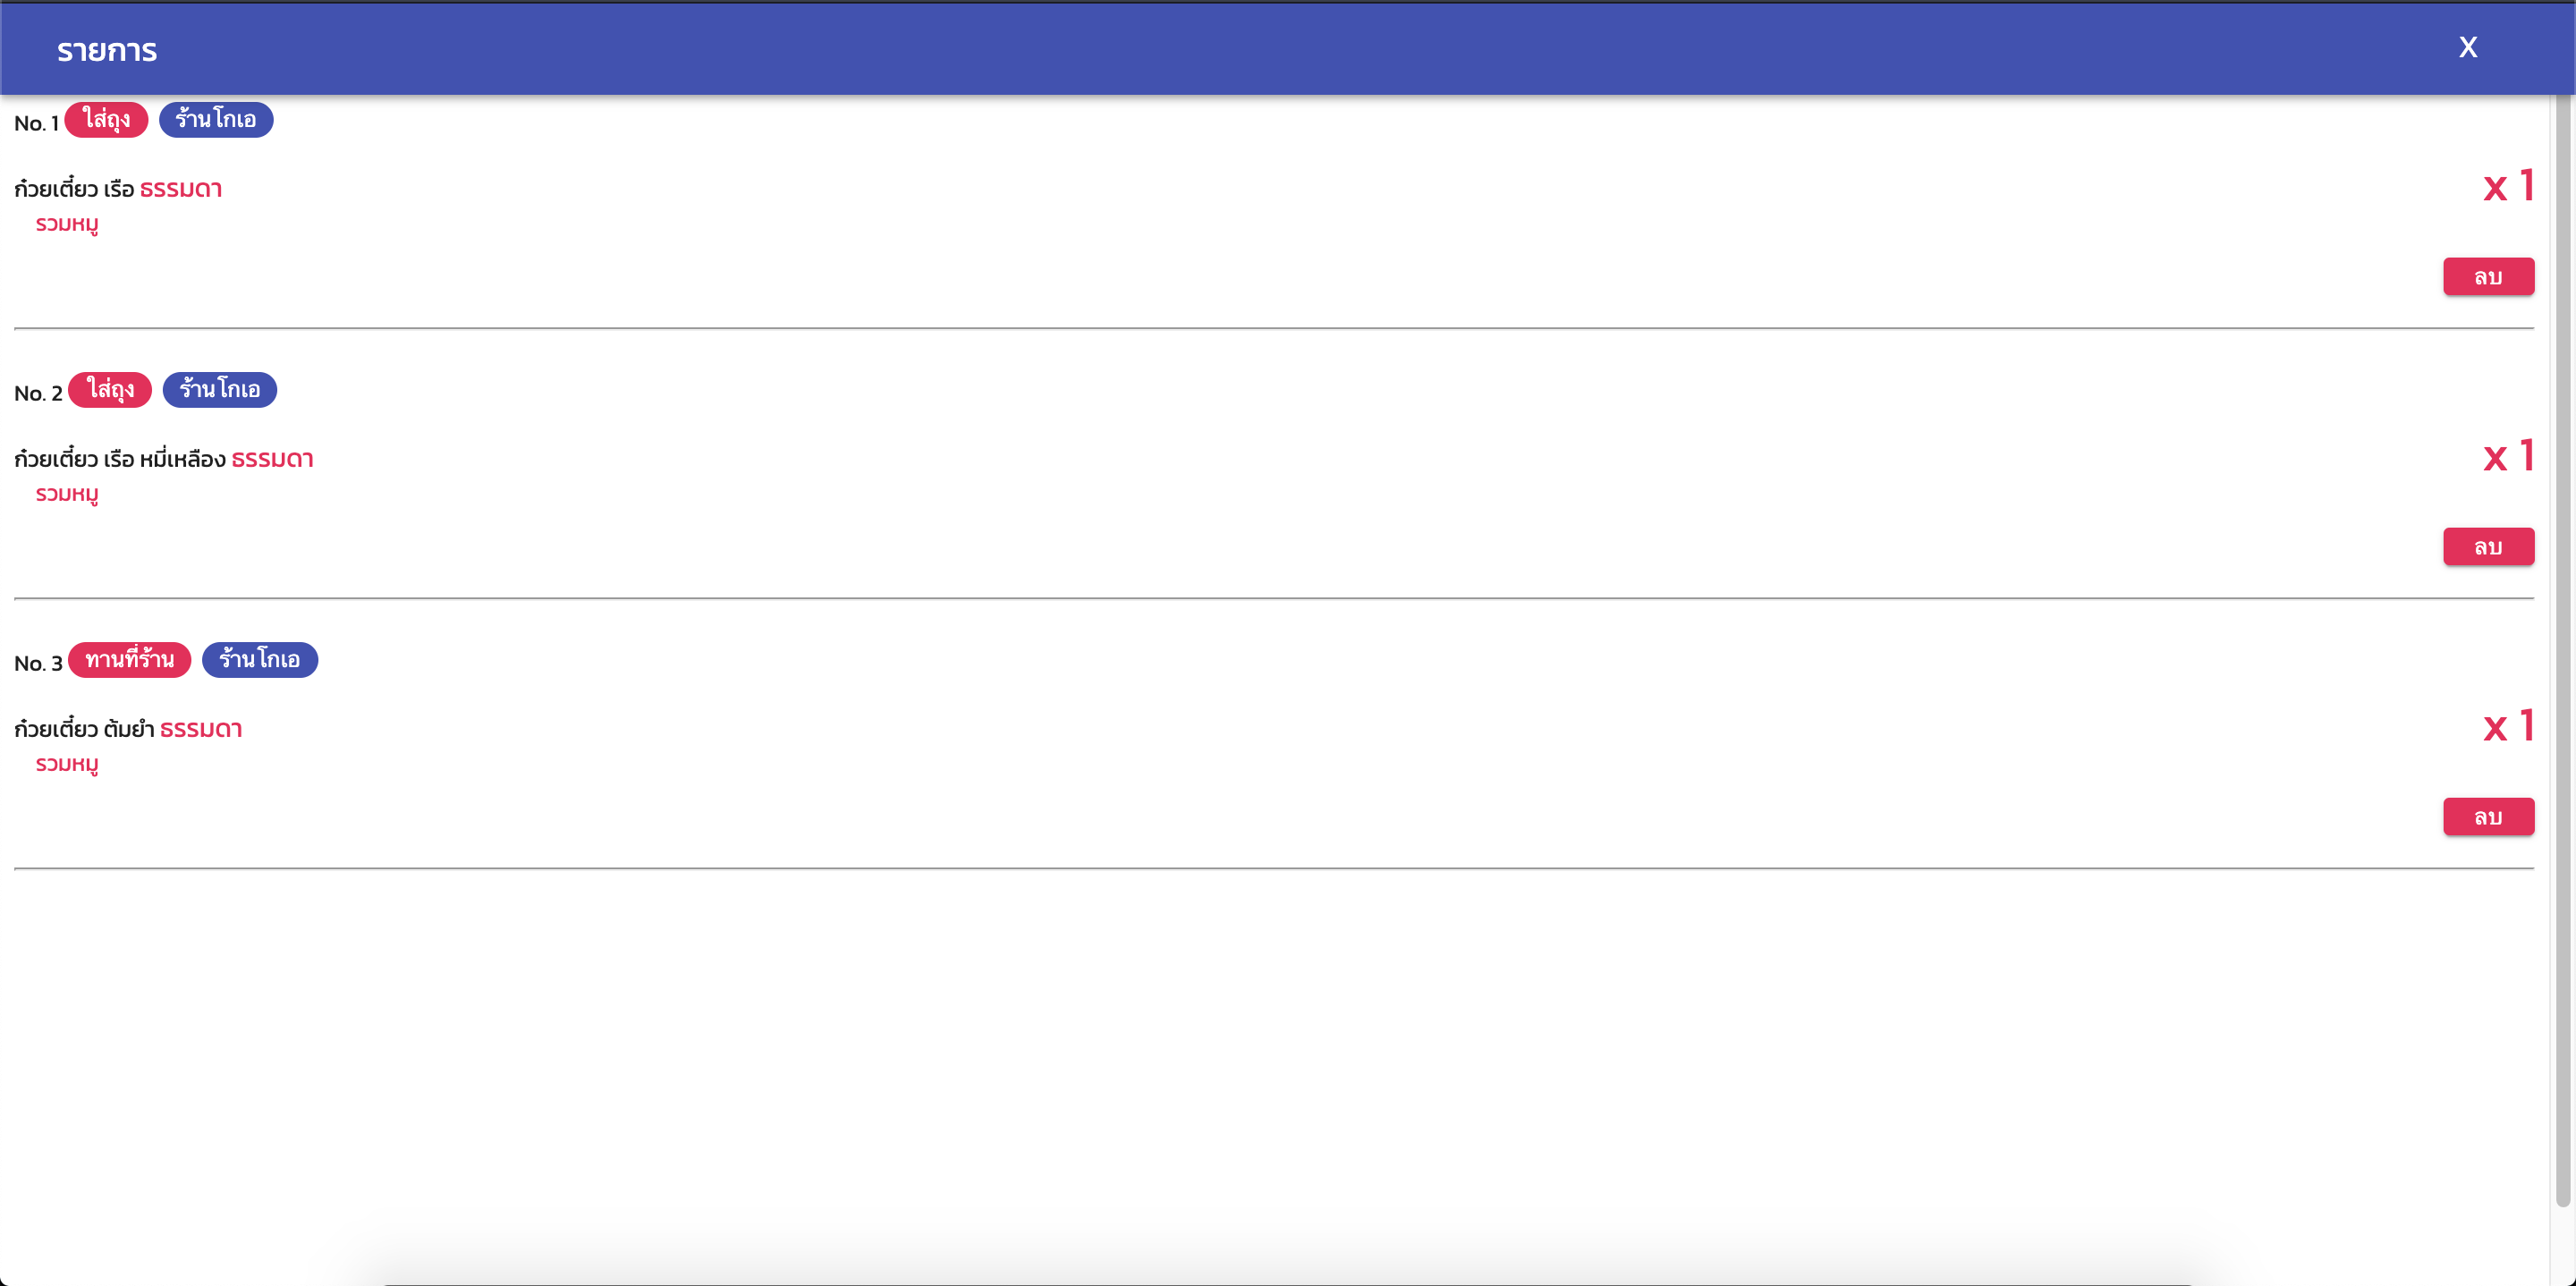 รายการ X
No. 1 ใส่ถุง ร้านโกเอ
ก๋วยเตี๋ยว เรือ ธรรมดา x 1
รวมหมู
ลบ
No. 2 ใส่ถุง ร้านโกเอ
ก๋วยเตี๋ยว เรือ หมี่เหลือง ธรรมดา x 1
รวมหมู
ลบ
No. 3 ทานที่ร้าน ร้านโกเอ
ก๋วยเตี๋ยว ต้มยำ ธรรมดา x 1
รวมหมู
ลบ